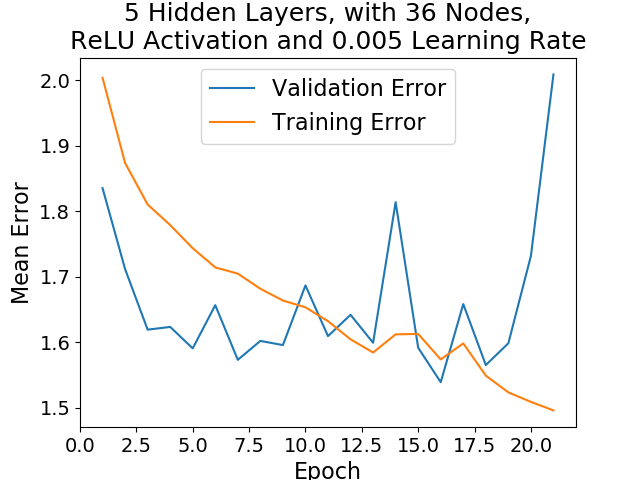 5 Hidden Layers, with 36 Nodes,
ReLU Activation and 0.005 Learning Rate
Validation Error
Training Error
Mean Error
2.0
1.9
1.8
1.7
1.6
1.5
0.0 2.5 5.0 7.5 10.0 12.5 15.0 17.5 20.0
Epoch